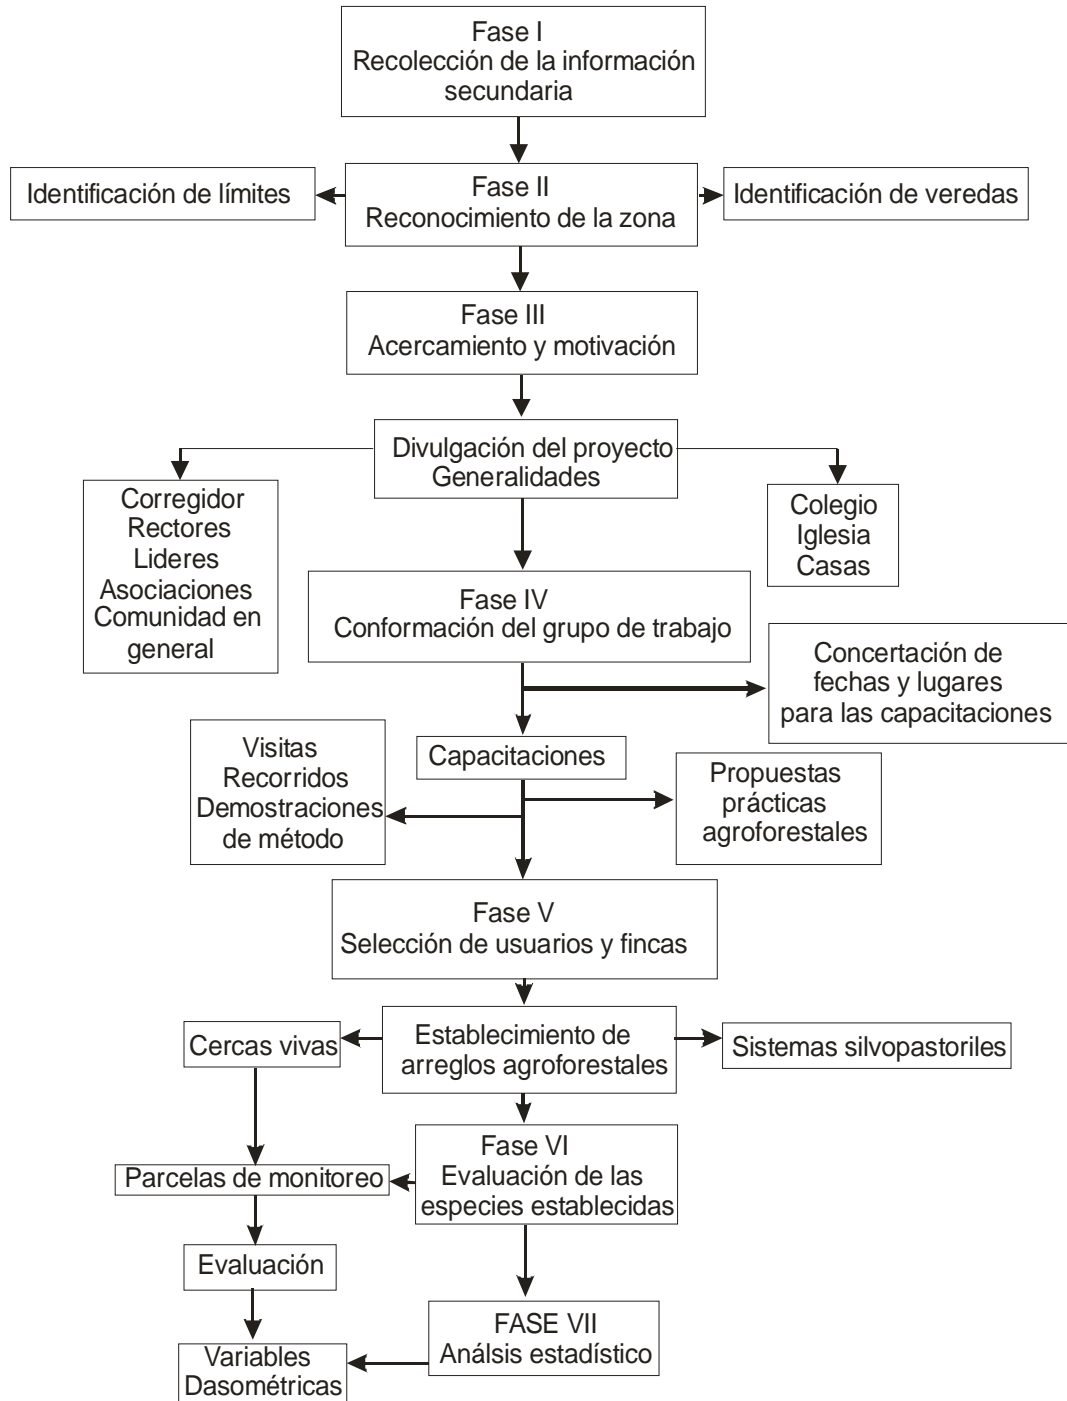 Fase I
Recolección de la información
secundaria
Identificación de límites
Fase II
Reconocimiento de la zona
Identificación de veredas
Fase III
Acercamiento y motivación
Divulgación del proyecto
Generalidades
Corregidor
Rectores
Lideres
Asociaciones
Comunidad en
general
Colegio
Iglesia
Casas
Fase IV
Conformación del grupo de trabajo
Concertación de
fechas y lugares
para las capacitaciones
Capacitaciones
Visitas
Recorridos
Demostraciones
de método
Propuestas
prácticas
agroforestales
Fase V
Selección de usuarios y fincas
Cercas vivas
Establecimiento de
arreglos agroforestales
Sistemas silvopastoriles
Fase VI
Evaluación de las
especies establecidas
Parcelas de monitoreo
Evaluación
FASE VII
Análsis estadístico
Variables
Dasométricas